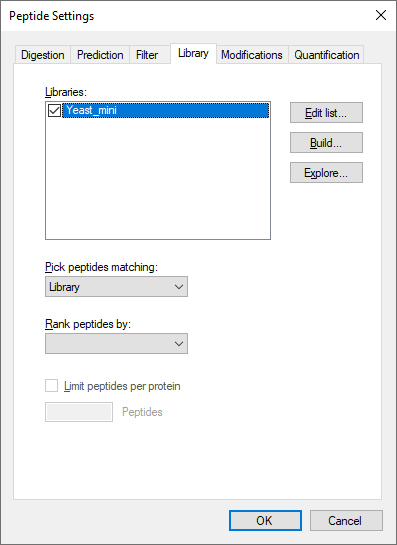 Peptide Settings
Digestion Prediction Filter Library Modifications Quantification
Libraries:
Yeast_mini
Edit list...
Build...
Explore...
Pick peptides matching:
Library
Rank peptides by:
Limit peptides per protein
Peptides
OK Cancel